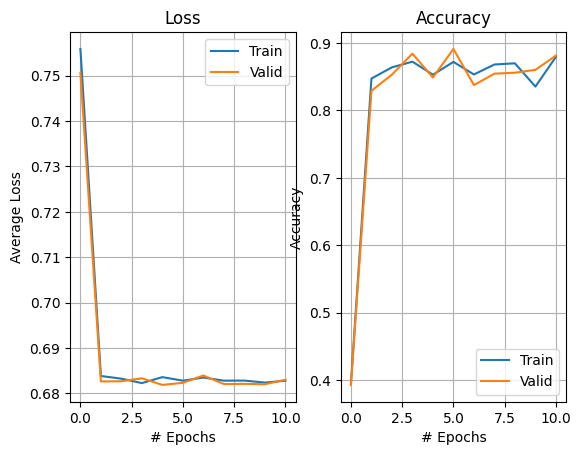 Loss
Average Loss
0.75
0.74
0.73
0.72
0.71
0.70
0.69
0.68
0.0
2.5
5.0
7.5
10.0
# Epochs
Train
Valid
Accuracy
Accuracy
0.9
0.8
0.7
0.6
0.5
0.4
0.0
2.5
5.0
7.5
10.0
# Epochs
Train
Valid